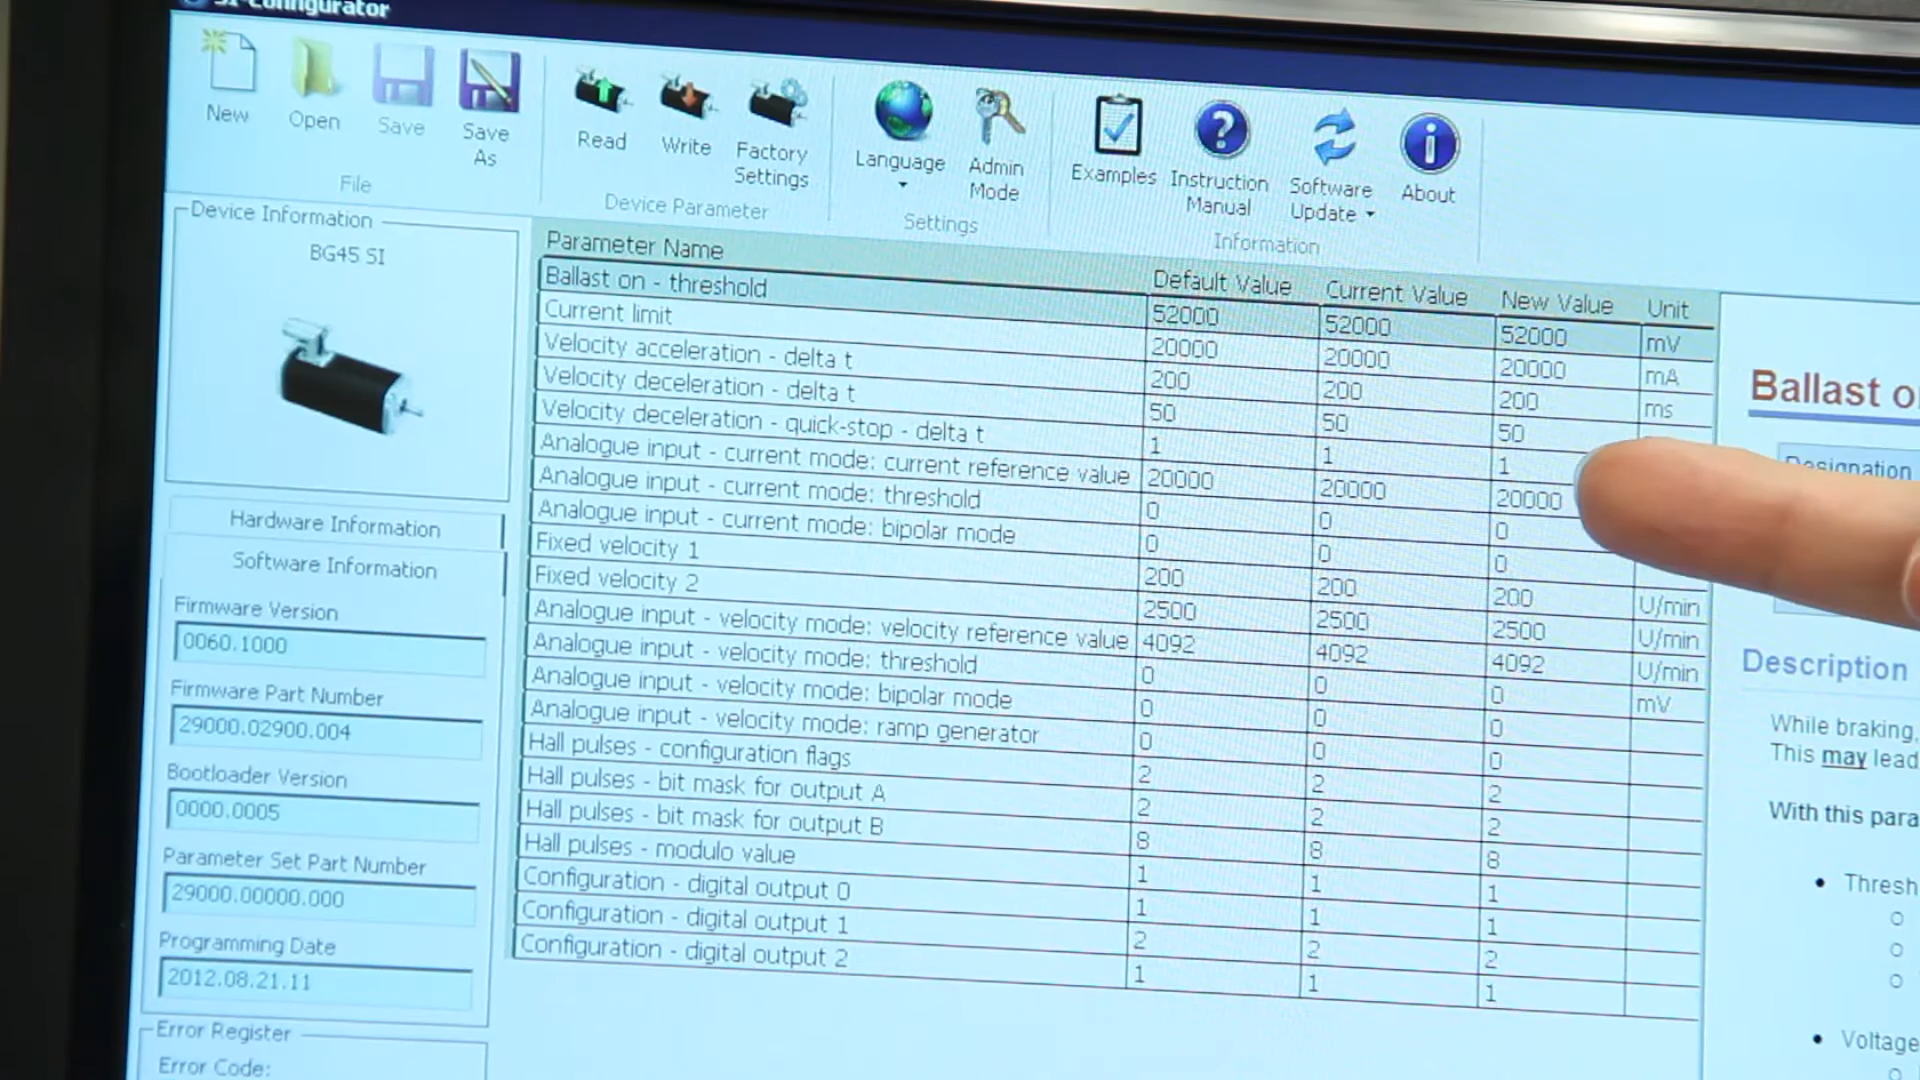 SI-Configurator
New
Open
Save
Save As
File
Read
Write
Factory Settings
Device Parameter
Language
Admin Mode
Settings
Examples
Instruction Manual
Software Update
About
Information
Device Information
BG45 SI
Hardware Information
Software Information
Firmware Version
0060.1000
Firmware Part Number
29000.02900.004
Bootloader Version
0000.0005
Parameter Set Part Number
29000.00000.000
Programming Date
2012.08.21.11
Error Register
Error Code:
Parameter Name Default Value Current Value New Value Unit
Ballast on - threshold 52000 52000 52000 mV
Current limit 20000 20000 20000 mA
Velocity acceleration - delta t 200 200 200 ms
Velocity deceleration - delta t 50 50 50
Velocity deceleration - quick-stop - delta t 1 1 1
Analogue input - current mode: current reference value 20000 20000 20000
Analogue input - current mode: threshold 0 0 0
Analogue input - current mode: bipolar mode 0 0 0
Fixed velocity 1 200 200 200 U/min
Fixed velocity 2 2500 2500 2500 U/min
Analogue input - velocity mode: velocity reference value 4092 4092 4092 U/min
Analogue input - velocity mode: threshold 0 0 0 mV
Analogue input - velocity mode: bipolar mode 0 0 0
Analogue input - velocity mode: ramp generator 0 0 0
Hall pulses - configuration flags 2 2 2
Hall pulses - bit mask for output A 2 2 2
Hall pulses - bit mask for output B 8 8 8
Hall pulses - modulo value 1 1 1
Configuration - digital output 0 1 1 1
Configuration - digital output 1 2 2 2
Configuration - digital output 2 1 1 1
Ballast o
Designation
Description
While braking,
This may lead
With this para
Thresh
Voltage